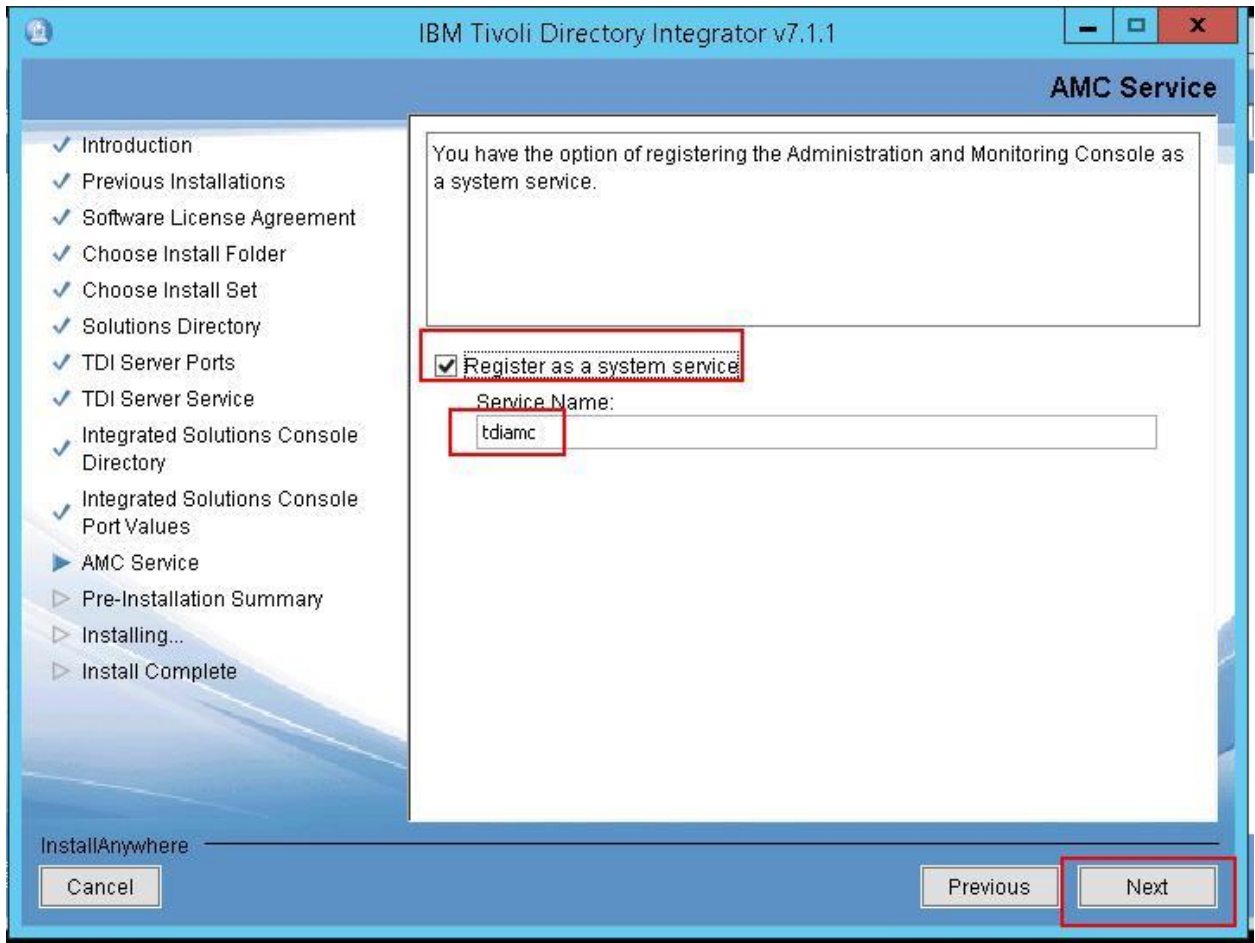 IBM Tivoli Directory Integrator v7.1.1
AMC Service
Introduction
Previous Installations
Software License Agreement
Choose Install Folder
Choose Install Set
Solutions Directory
TDI Server Ports
TDI Server Service
Integrated Solutions Console
Directory
Integrated Solutions Console
Port Values
AMC Service
Pre-Installation Summary
Installing...
Install Complete
You have the option of registering the Administration and Monitoring Console as
a system service.
Register as a system service
Service Name:
tdiamc
InstallAnywhere
Cancel
Previous
Next